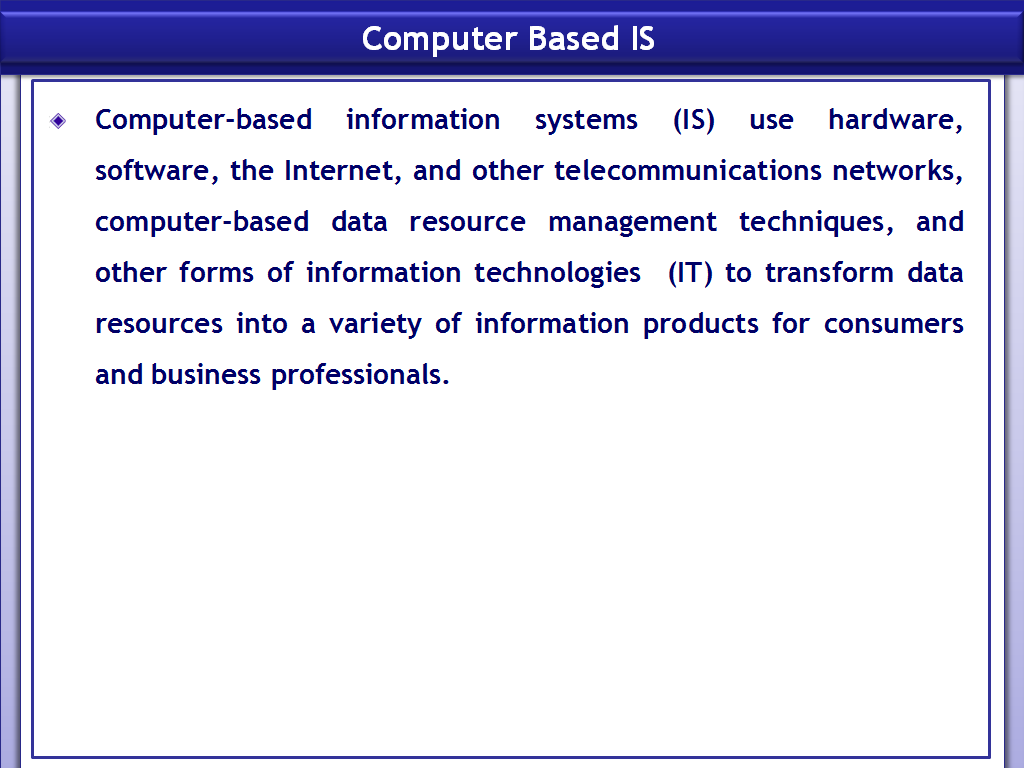 Computer Based IS
Computer-based information systems (IS) use hardware,
software, the Internet, and other telecommunications networks,
computer-based data resource management techniques, and
other forms of information technologies (IT) to transform data
resources into a variety of information products for consumers
and business professionals.